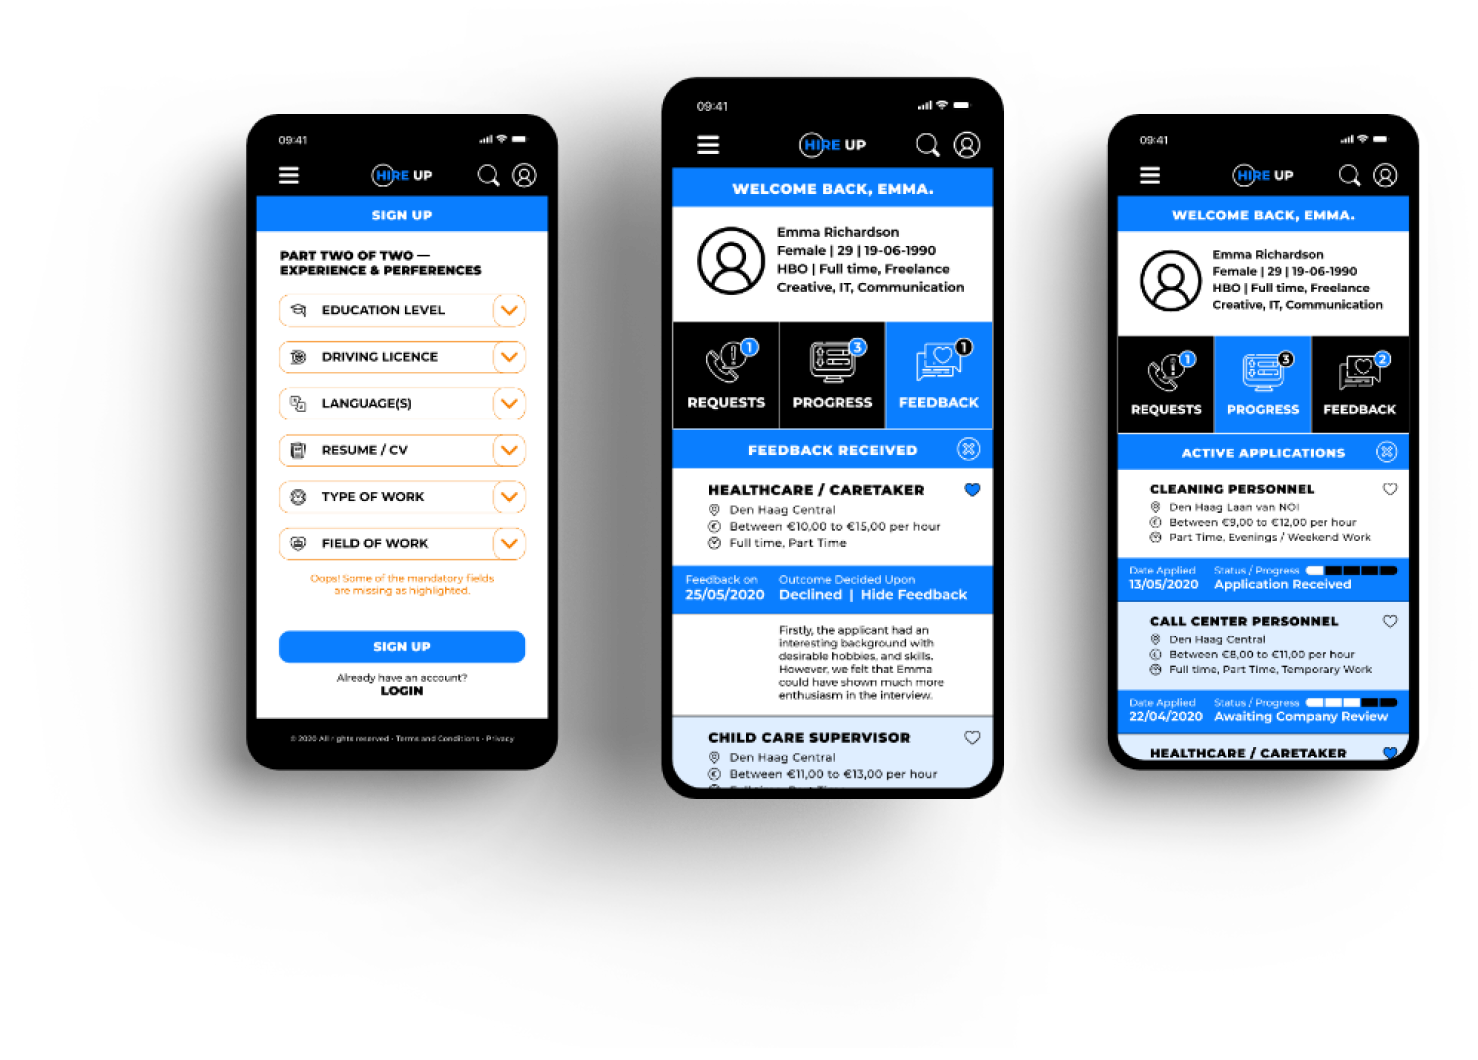 09:41
HIRE UP
SIGN UP
PART TWO OF TWO —
EXPERIENCE & PERFERENCES
EDUCATION LEVEL
DRIVING LICENCE
LANGUAGE(S)
RESUME / CV
TYPE OF WORK
FIELD OF WORK
Oops! Some of the mandatory fields
are missing as highlighted.
SIGN UP
Already have an account?
LOGIN
© 2020 All rights reserved - Terms and Conditions - Privacy
09:41
HIRE UP
WELCOME BACK, EMMA.
Emma Richardson
Female | 29 | 19-06-1990
HBO | Full time, Freelance
Creative, IT, Communication
1 3 1
REQUESTS PROGRESS FEEDBACK
FEEDBACK RECEIVED
HEALTHCARE / CARETAKER
Den Haag Central
Between €10,00 to €15,00 per hour
Full time, Part Time
Feedback on Outcome Decided Upon
25/05/2020 Declined | Hide Feedback
Firstly, the applicant had an
interesting background with
desirable hobbies, and skills.
However, we felt that Emma
could have shown much more
enthusiasm in the interview.
CHILD CARE SUPERVISOR
Den Haag Central
Between €11,00 to €13,00 per hour
09:41
HIRE UP
WELCOME BACK, EMMA.
Emma Richardson
Female | 29 | 19-06-1990
HBO | Full time, Freelance
Creative, IT, Communication
1 3 2
REQUESTS PROGRESS FEEDBACK
ACTIVE APPLICATIONS
CLEANING PERSONNEL
Den Haag Laan van NOI
Between €9,00 to €12,00 per hour
Part Time, Evenings / Weekend Work
Date Applied Status / Progress
13/05/2020 Application Received
CALL CENTER PERSONNEL
Den Haag Central
Between €8,00 to €11,00 per hour
Full time, Part Time, Temporary Work
Date Applied Status / Progress
22/04/2020 Awaiting Company Review
HEALTHCARE / CARETAKER